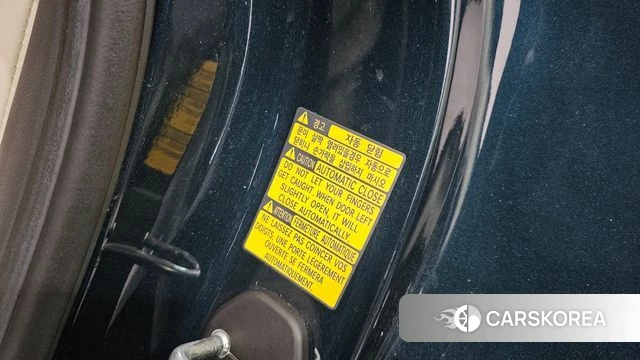 경고 자동 닫힘
문이 살짝 열려있을경우 자동으로
닫히니 손가락을 삽입하지 마시오
CAUTION AUTOMATIC CLOSE
DO NOT LET YOUR FINGERS
GET CAUGHT WHEN DOOR LEFT
SLIGHTLY OPEN, IT WILL
CLOSE AUTOMATICALLY.
ATTENTION FERMETURE AUTOMATIQUE
NE LAISSEZ PAS COINCER VOS
DOIGTS, UNE PORTE LÉGÈREMENT
OUVERTE SE FERMERA
AUTOMATIQUEMENT.
CARSKOREA